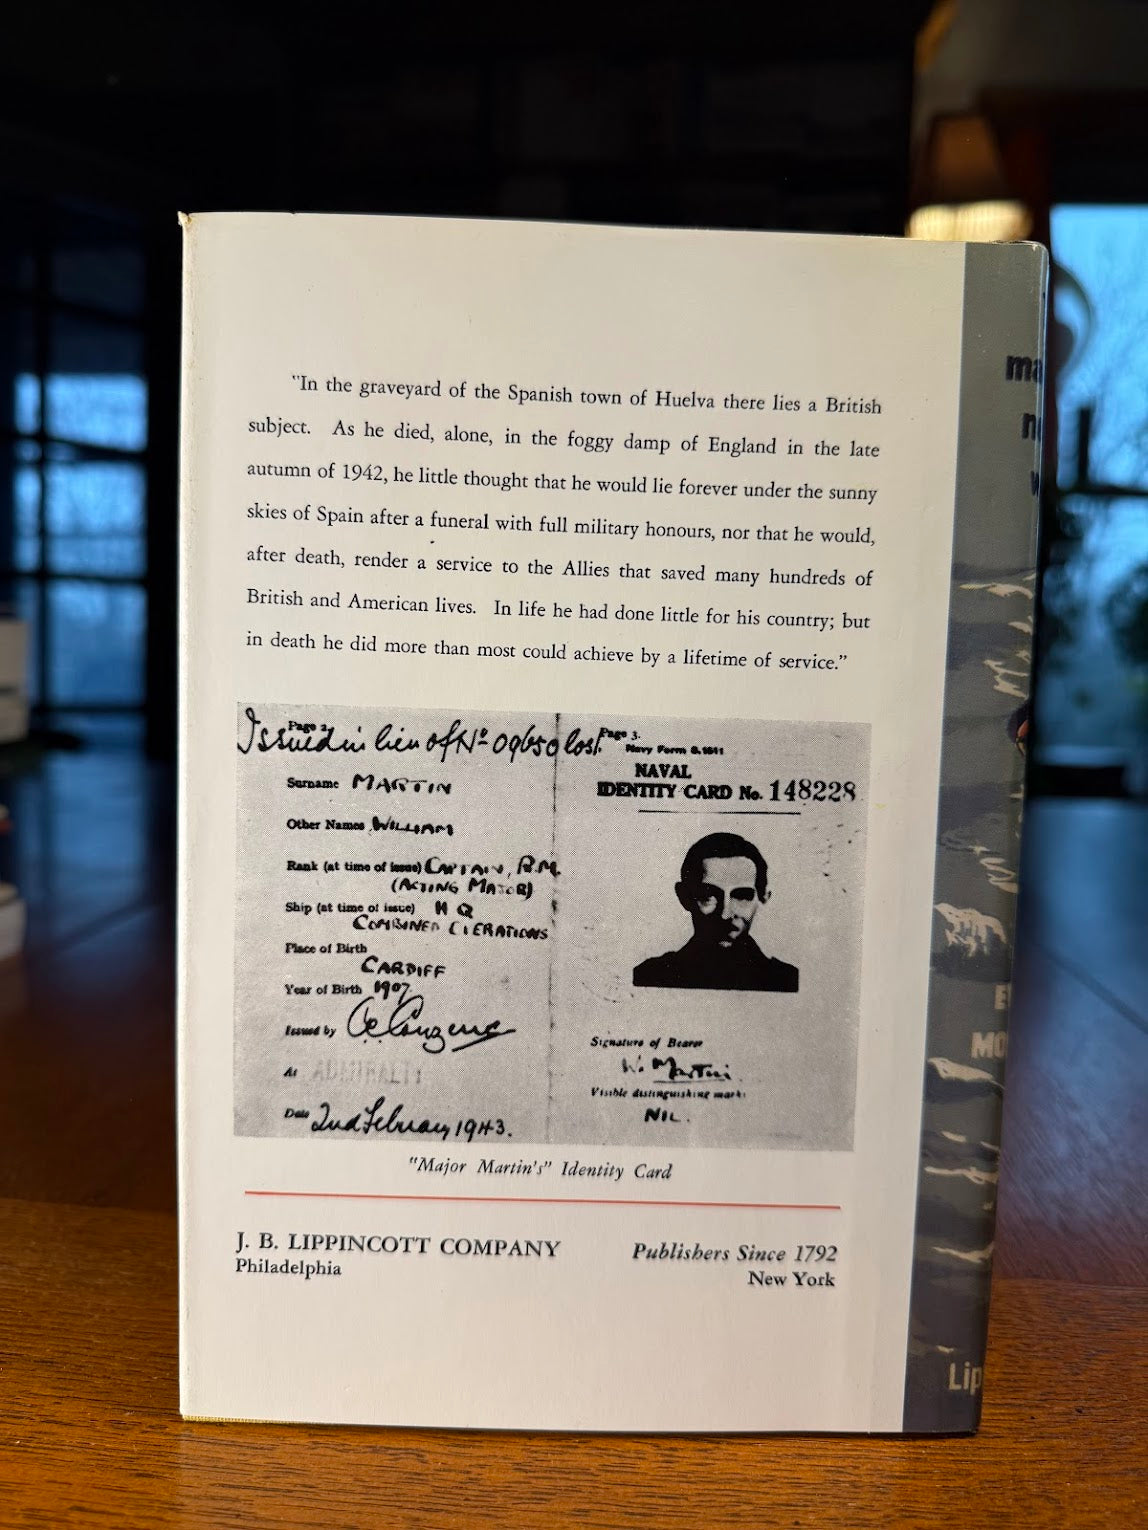 "In the graveyard of the Spanish town of Huelva there lies a British
subject. As he died, alone, in the foggy damp of England in the late
autumn of 1942, he little thought that he would lie forever under the sunny
skies of Spain after a funeral with full military honours, nor that he would,
after death, render a service to the Allies that saved many hundreds of
British and American lives. In life he had done little for his country; but
in death he did more than most could achieve by a lifetime of service."
Page 2.
Issued in lieu of No 09650 lost.
Surname MARTIN
Other Names WILLIAM
Rank (at time of issue) CAPTAIN, R.M.
(ACTING MAJOR)
Ship (at time of issue) H Q
COMBINED OPERATIONS
Place of Birth
CARDIFF
Year of Birth 1907
Issued by
At ADMIRALTY
Date 2nd February 1943.
Page 3.
Navy Form S.1511
NAVAL
IDENTITY CARD No. 148228
Signature of Bearer
W. Martin.
Visible distinguishing marks
NIL.
"Major Martin's" Identity Card
J. B. LIPPINCOTT COMPANY
Philadelphia
Publishers Since 1792
New York
ma
n
w
E
MO
Lip